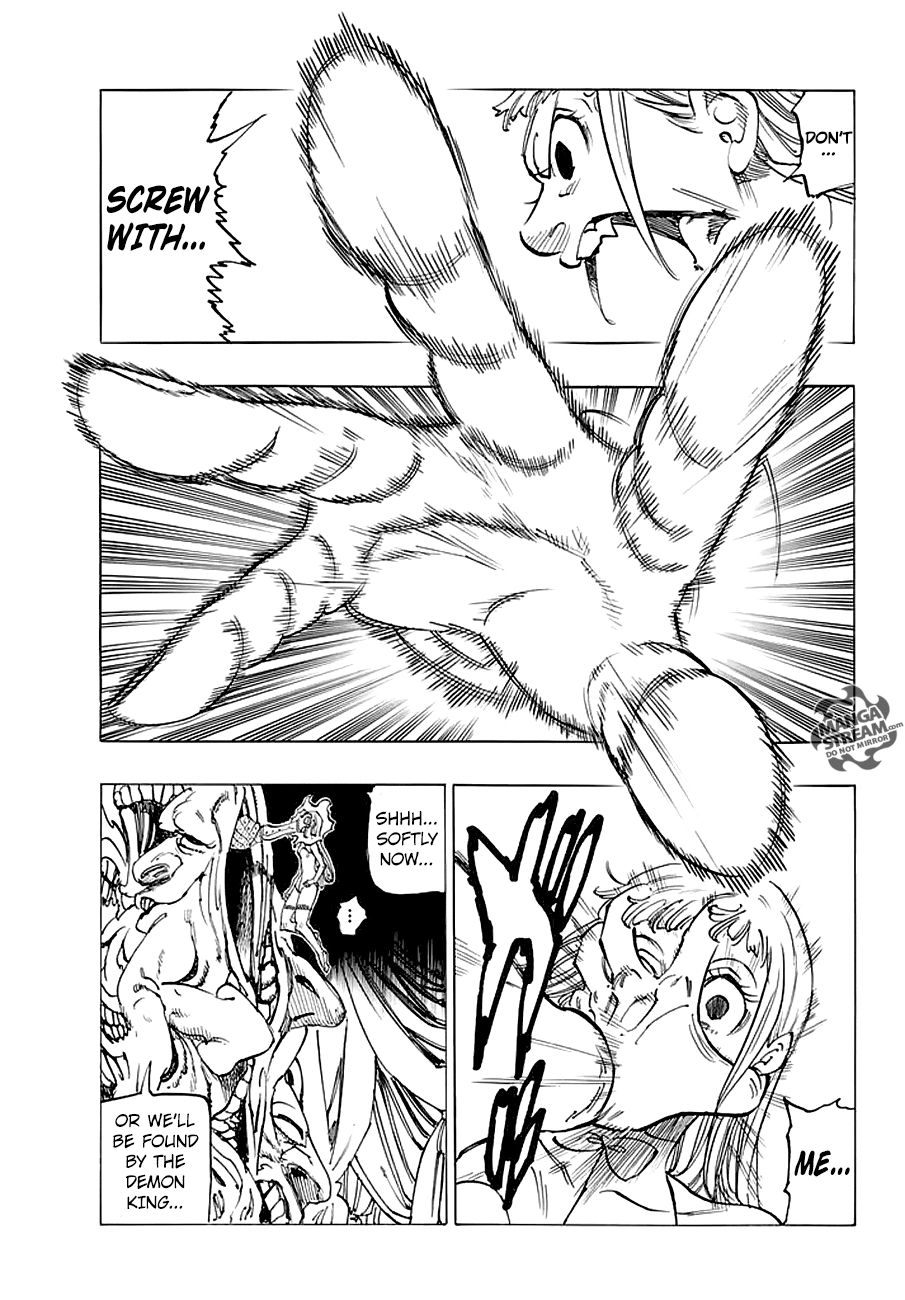 DON'T
...
SCREW
WITH...
MANGA
STREAM.com
DO NOT MIRROR
ME...
SHHH...
SOFTLY
NOW...
...
OR WE'LL
BE FOUND
BY THE
DEMON
KING...